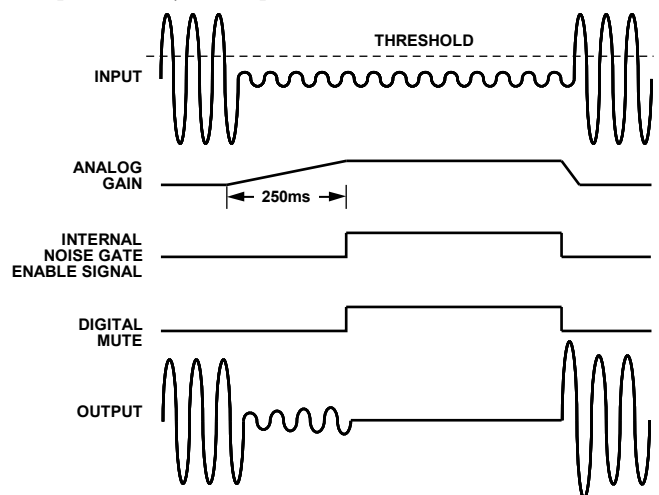 THRESHOLD
INPUT
ANALOG
GAIN
250ms
INTERNAL
NOISE GATE
ENABLE SIGNAL
DIGITAL
MUTE
OUTPUT